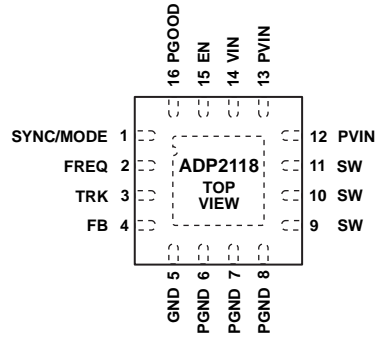 16 PGOOD
15 EN
14 VIN
13 PVIN
SYNC/MODE 1
FREQ 2
TRK 3
FB 4
ADP2118
TOP
VIEW
12 PVIN
11 SW
10 SW
9 SW
GND 5
PGND 6
PGND 7
PGND 8